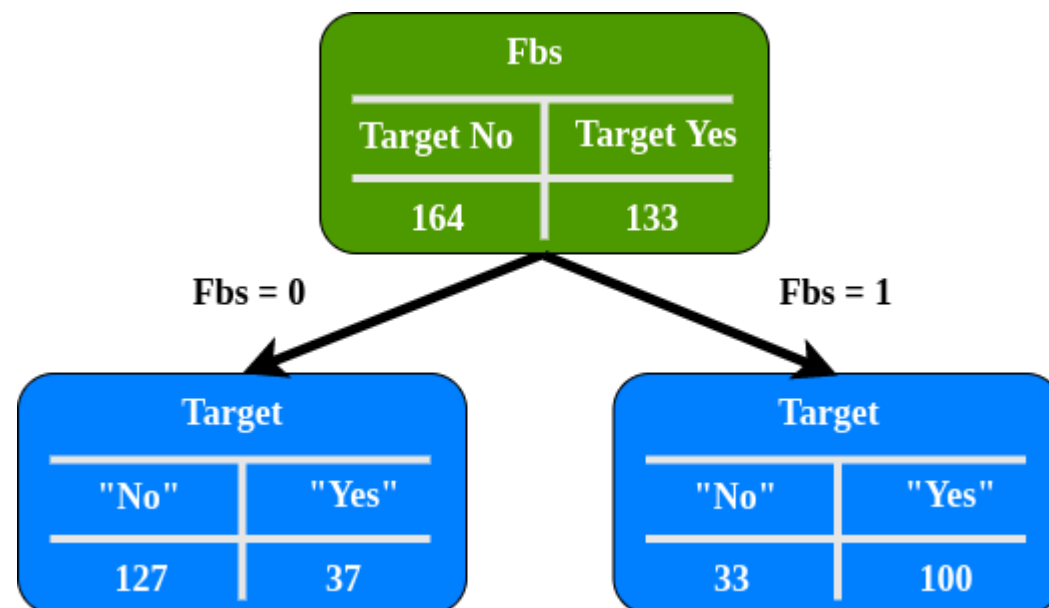 Fbs
Target No Target Yes
164 133
Fbs = 0 Fbs = 1
Target Target
"No" "Yes" "No" "Yes"
127 37 33 100